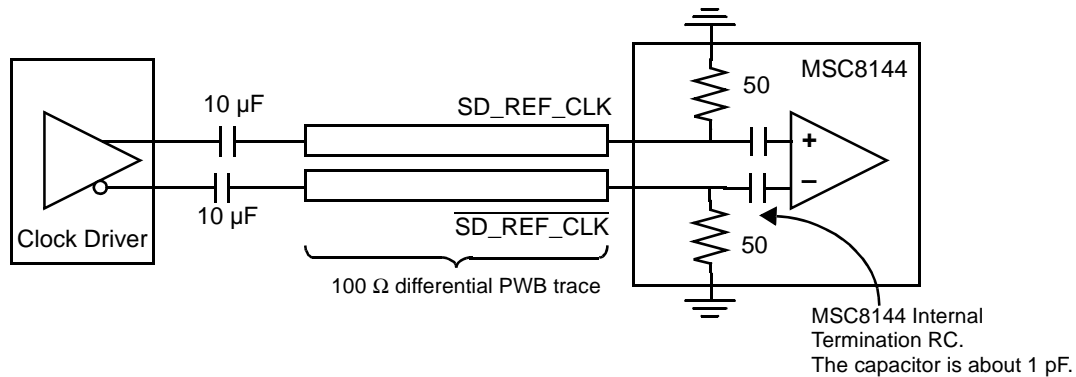 MSC8144
50
10 µF
SD_REF_CLK
+
–
10 µF
SD_REF_CLK
Clock Driver
50
100 Ω differential PWB trace
MSC8144 Internal
Termination RC.
The capacitor is about 1 pF.